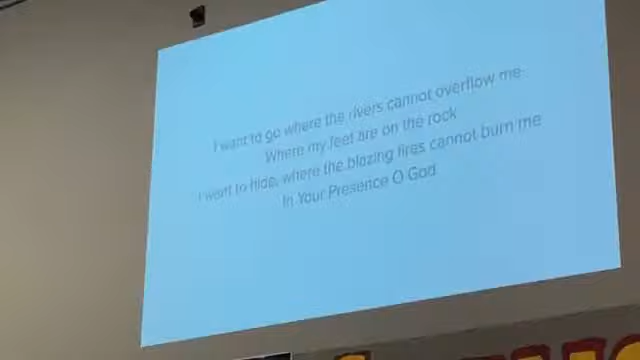 I want to go where the rivers cannot overflow me
Where my feet are on the rock
I want to hide, where the blazing fires cannot burn me
In Your Presence O God